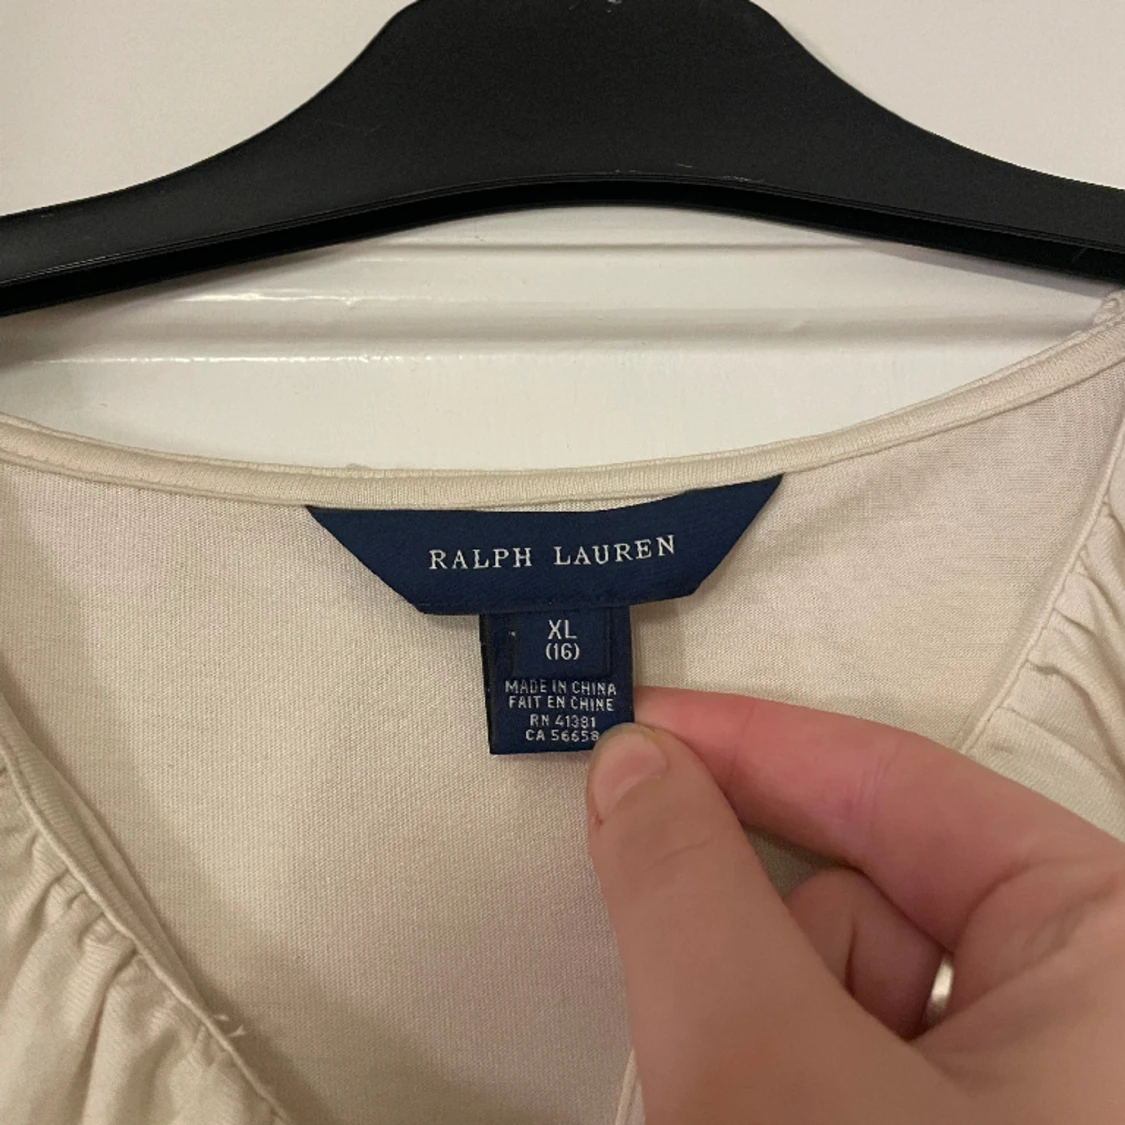 RALPH LAUREN
XL
(16)
MADE IN CHINA
FAIT EN CHINE
RN 41381
CA 56658